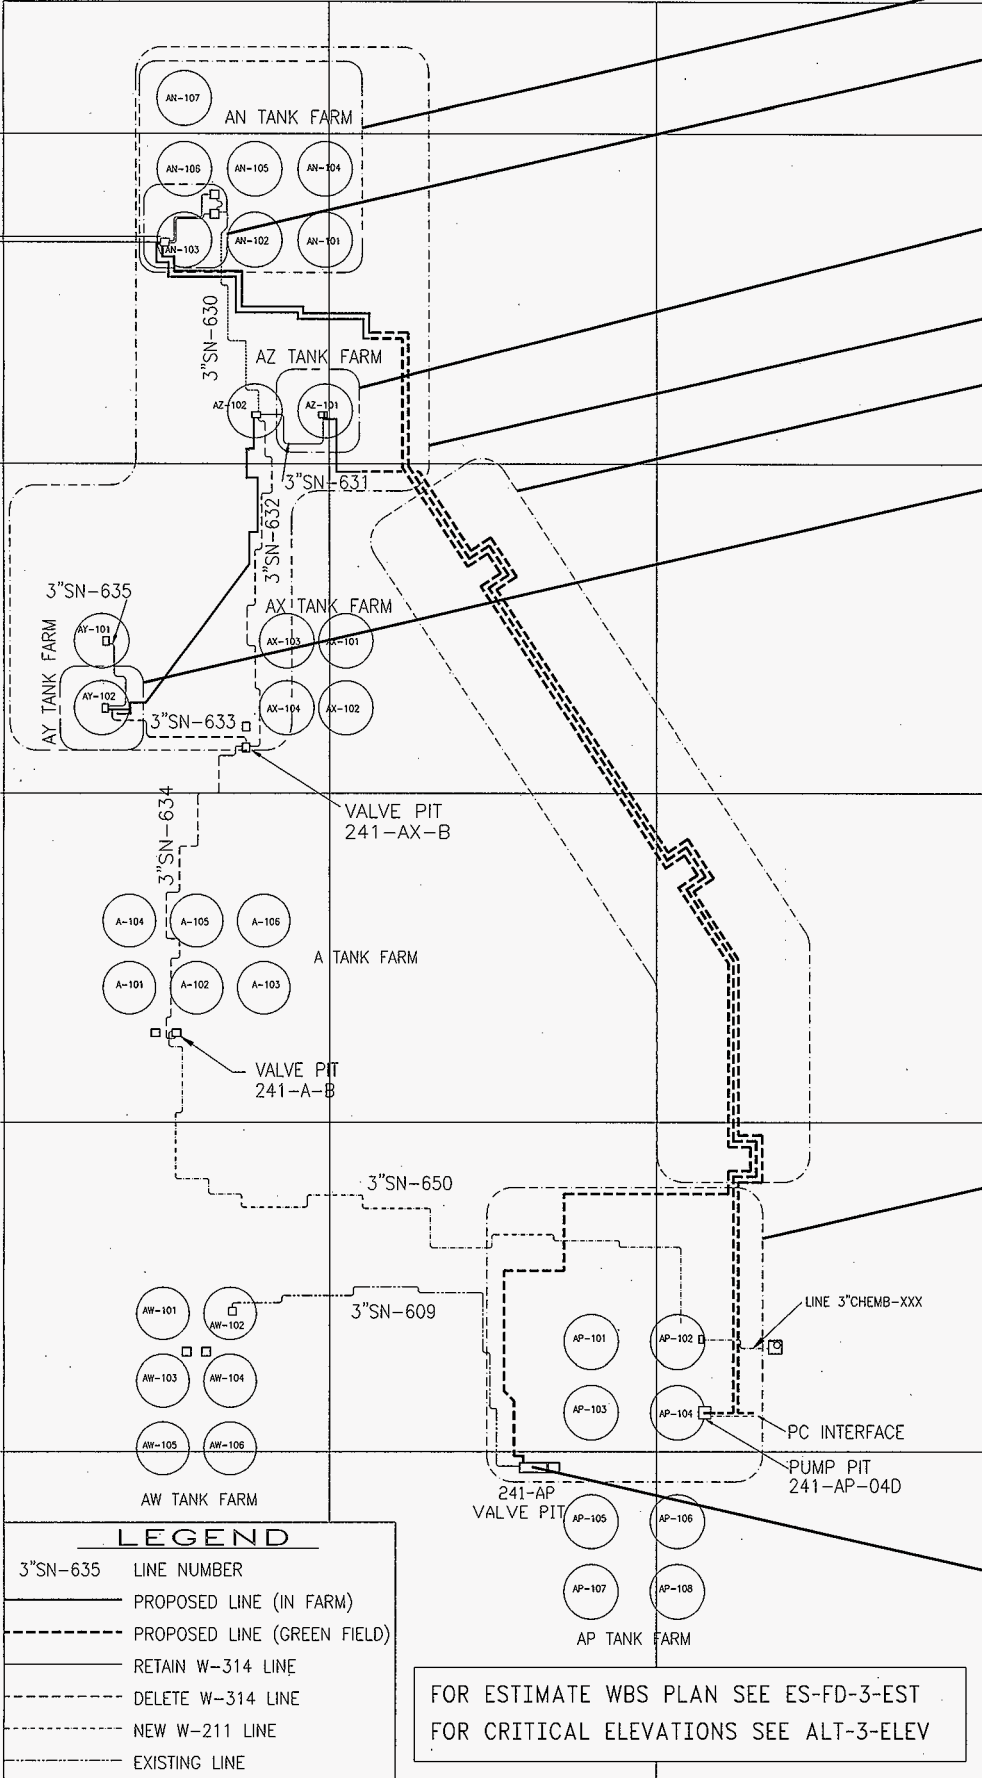 AN-107
AN TANK FARM
AN-106
AN-105
AN-104
AN-103
AN-102
AN-101
3"SN-630
AZ TANK FARM
AZ-102
AZ-101
3"SN-631
3"SN-632
3"SN-635
AX TANK FARM
AY-101
AX-103
AX-101
AY TANK FARM
AY-102
AX-104
AX-102
3"SN-633
3"SN-634
VALVE PIT
241-AX-B
A-104
A-105
A-106
A TANK FARM
A-101
A-102
A-103
VALVE PIT
241-A-B
3"SN-650
LINE 3"CHEMB-XXX
AW-101
AW-102
3"SN-609
AP-101
AP-102
AW-103
AW-104
AP-103
AP-104
PC INTERFACE
AW-105
AW-106
PUMP PIT
241-AP-04D
AW TANK FARM
241-AP
VALVE PIT
AP-105
AP-106
AP-107
AP-108
AP TANK FARM
LEGEND
3"SN-635 LINE NUMBER
PROPOSED LINE (IN FARM)
PROPOSED LINE (GREEN FIELD)
RETAIN W-314 LINE
DELETE W-314 LINE
NEW W-211 LINE
EXISTING LINE
FOR ESTIMATE WBS PLAN SEE ES-FD-3-EST
FOR CRITICAL ELEVATIONS SEE ALT-3-ELEV